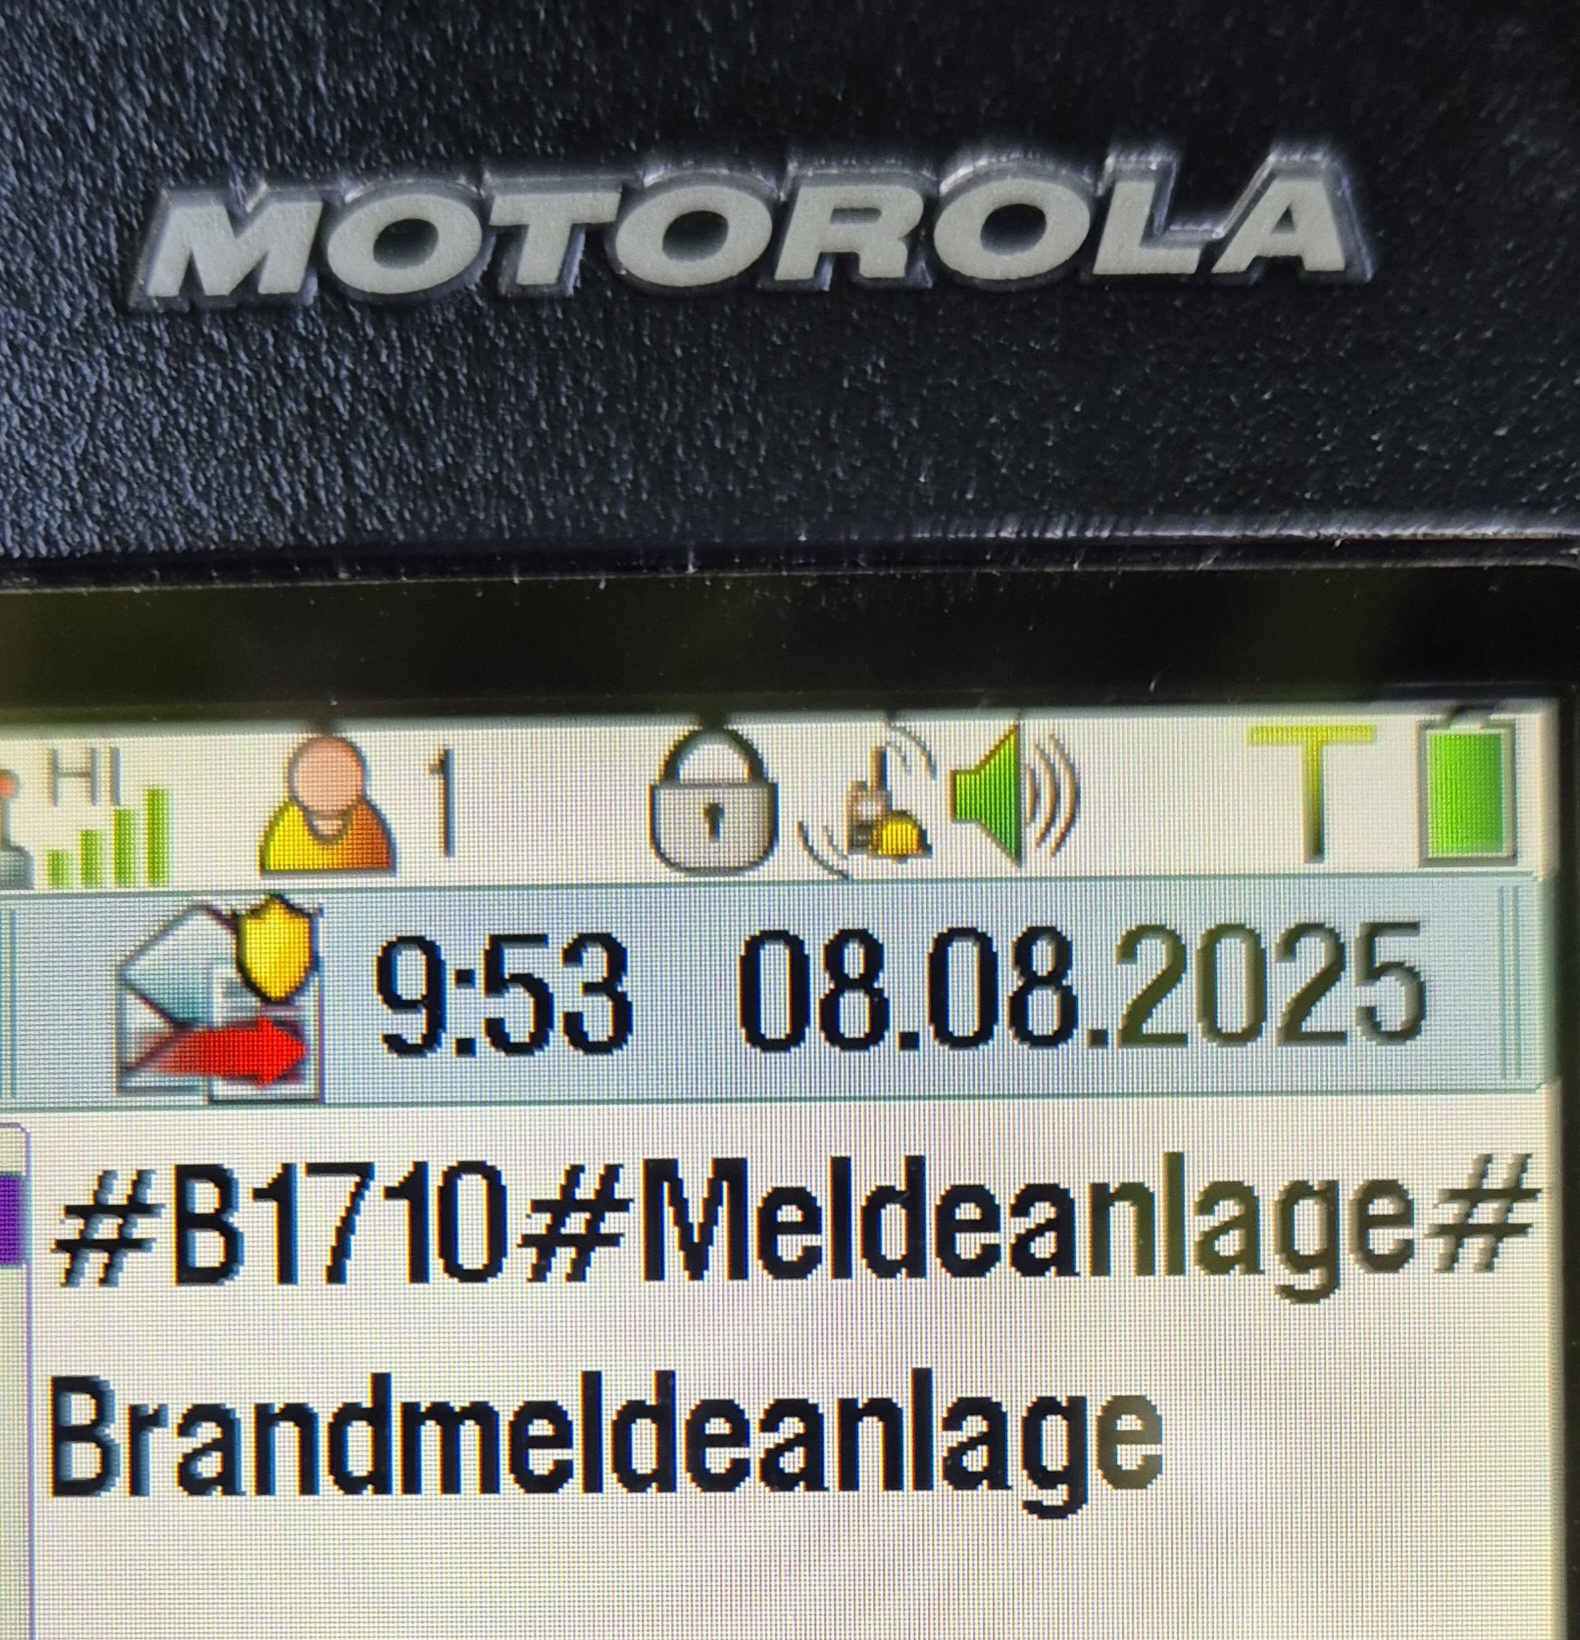 MOTOROLA
HI 1 T
9:53 08.08.2025
#B1710#Meldeanlage#
Brandmeldeanlage